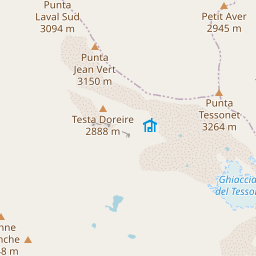 Punta
Laval Sud
3094 m
Petit Aver
2945 m
Punta
Jean Vert
3150 m
Punta
Tessonet
3264 m
Testa Doreire
2888 m
Ghiaccia
del Tesson
nne
nche
8 m